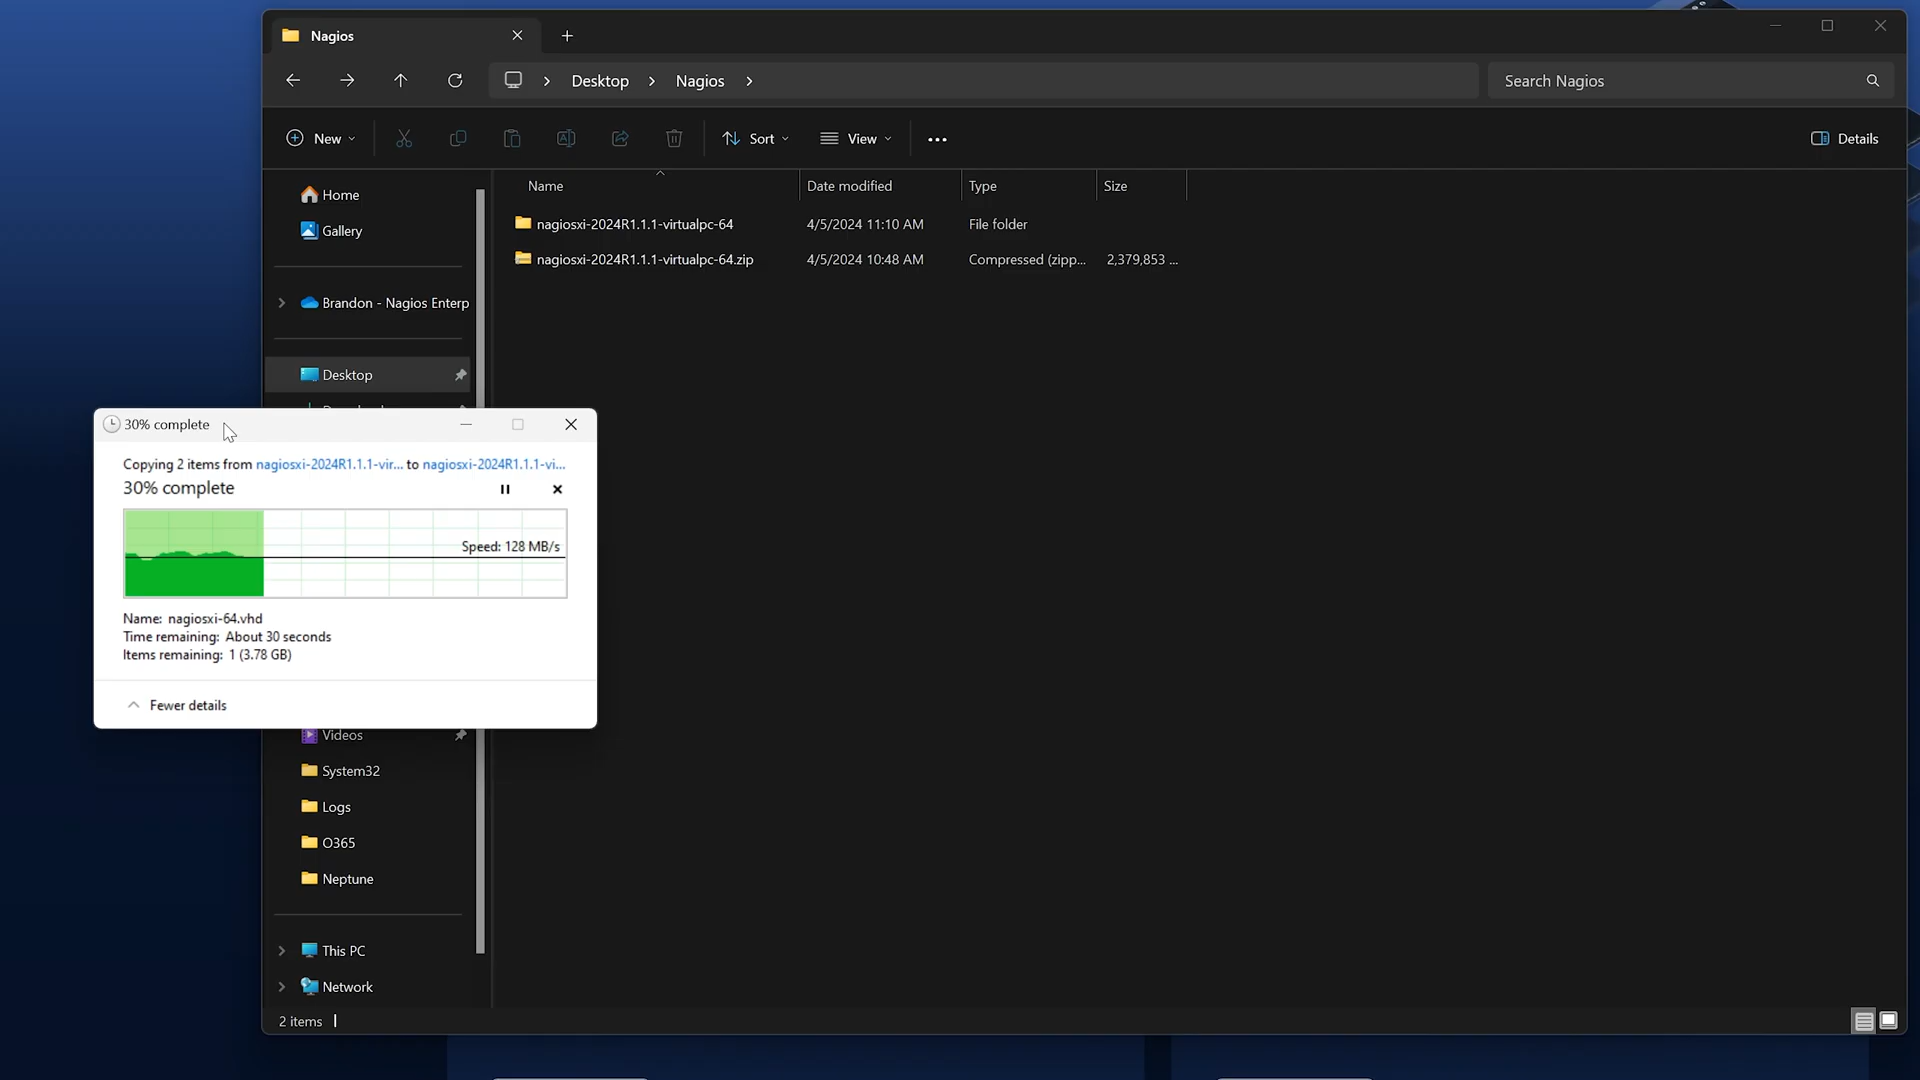 Nagios
Desktop
Nagios
Search Nagios
New
Sort
View
Details
Name
Date modified
Type
Size
Home
Gallery
Brandon - Nagios Enterp
Desktop
nagiosxi-2024R1.1.1-virtualpc-64
4/5/2024 11:10 AM
File folder
nagiosxi-2024R1.1.1-virtualpc-64.zip
4/5/2024 10:48 AM
Compressed (zipp...
2,379,853 ...
30% complete
Copying 2 items from nagiosxi-2024R1.1.1-vir... to nagiosxi-2024R1.1.1-vi...
30% complete
Speed: 128 MB/s
Name: nagiosxi-64.vhd
Time remaining: About 30 seconds
Items remaining: 1 (3.78 GB)
Fewer details
Videos
System32
Logs
O365
Neptune
This PC
Network
2 items